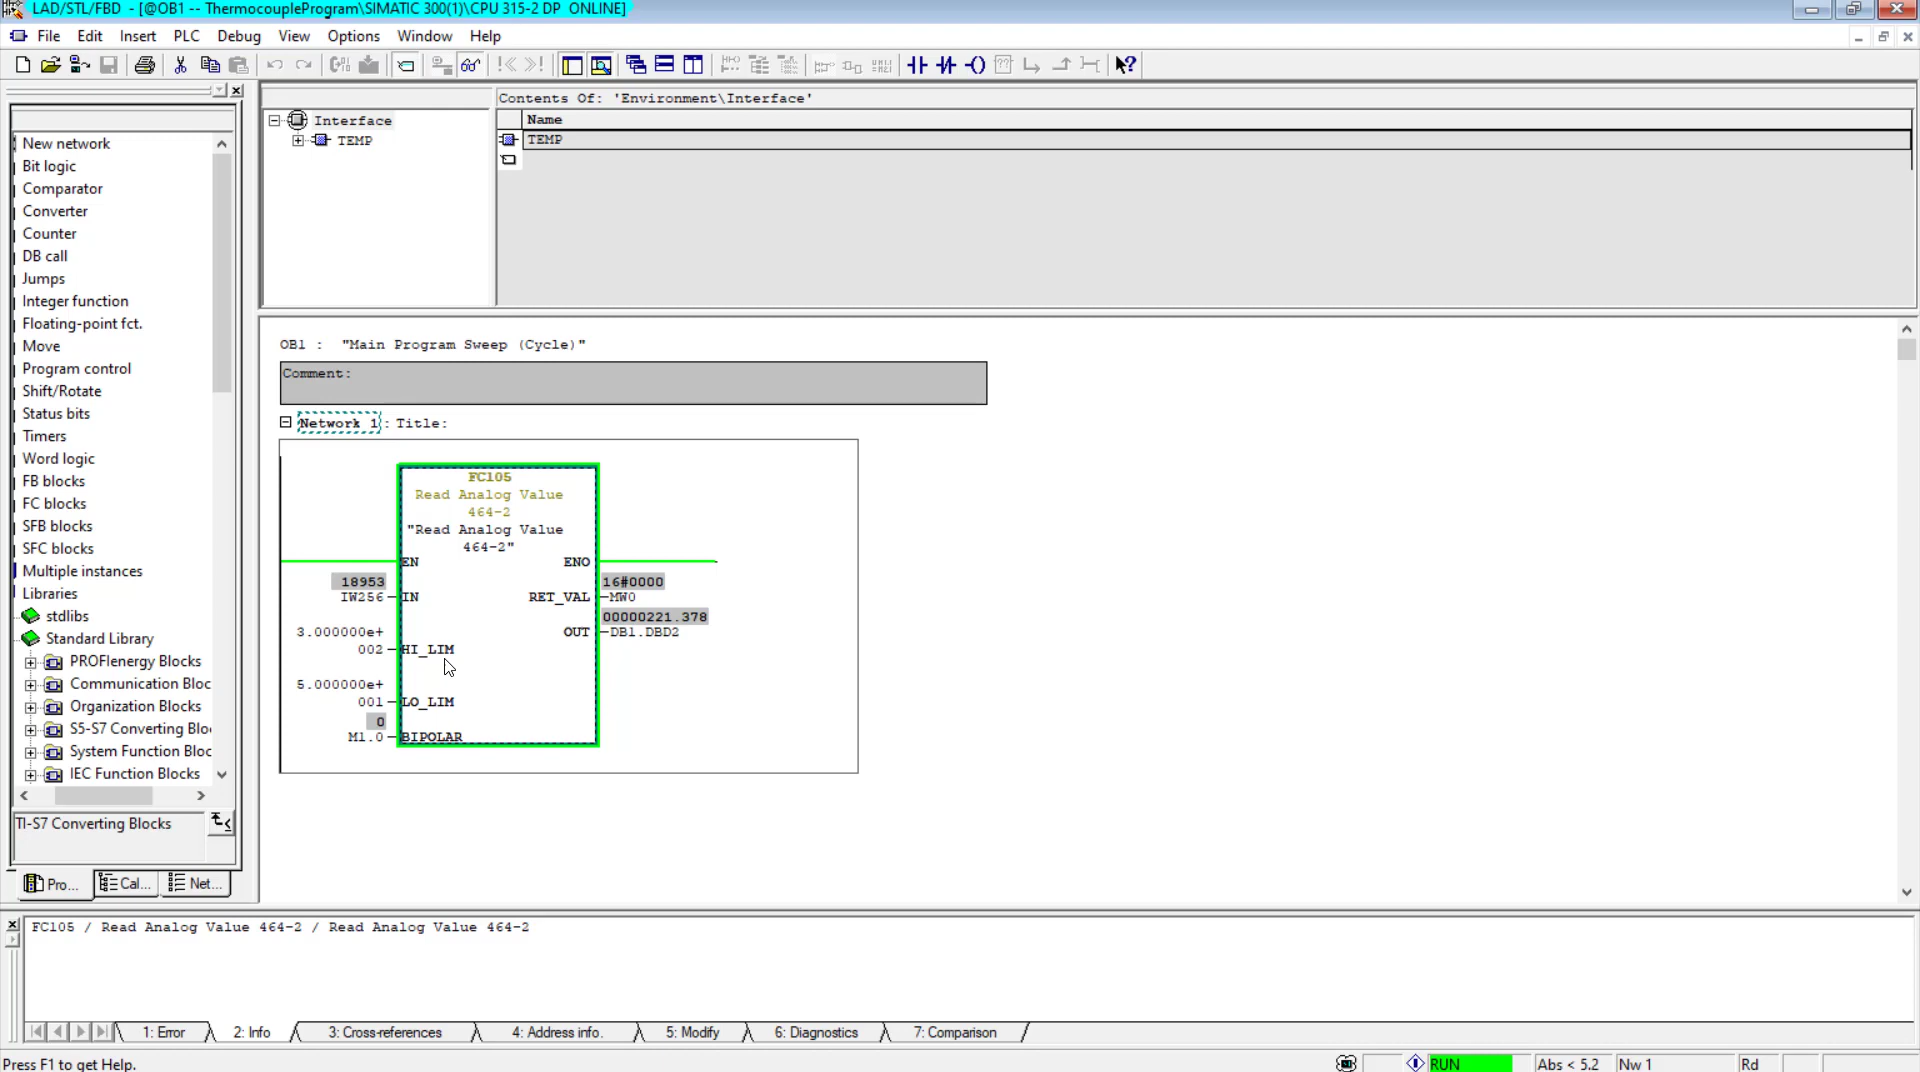 LAD/STL/FBD - [@OB1 -- ThermocoupleProgram\SIMATIC 300(1)\CPU 315-2 DP ONLINE]
File Edit Insert PLC Debug View Options Window Help
Contents Of: 'Environment\Interface'
Interface
TEMP
Name
TEMP
New network
Bit logic
Comparator
Converter
Counter
DB call
Jumps
Integer function
Floating-point fct.
Move
Program control
Shift/Rotate
Status bits
Timers
Word logic
FB blocks
FC blocks
SFB blocks
SFC blocks
Multiple instances
Libraries
stdlibs
Standard Library
PROFIenergy Blocks
Communication Bloc
Organization Blocks
S5-S7 Converting Blo
System Function Bloc
IEC Function Blocks
TI-S7 Converting Blocks
Pro... Cal... Net...
OB1 : "Main Program Sweep (Cycle)"
Comment:
Network 1: Title:
FC105
Read Analog Value
464-2
"Read Analog Value
464-2"
EN ENO
18953 16#0000
IW256 IN RET_VAL MW0
00000221.378
3.000000e+ OUT DB1.DBD2
002 HI_LIM
5.000000e+
001 LO_LIM
0
M1.0 BIPOLAR
FC105 / Read Analog Value 464-2 / Read Analog Value 464-2
1: Error 2: Info 3: Cross-references 4: Address info. 5: Modify 6: Diagnostics 7: Comparison
Press F1 to get Help. RUN Abs < 5.2 Nw 1 Rd